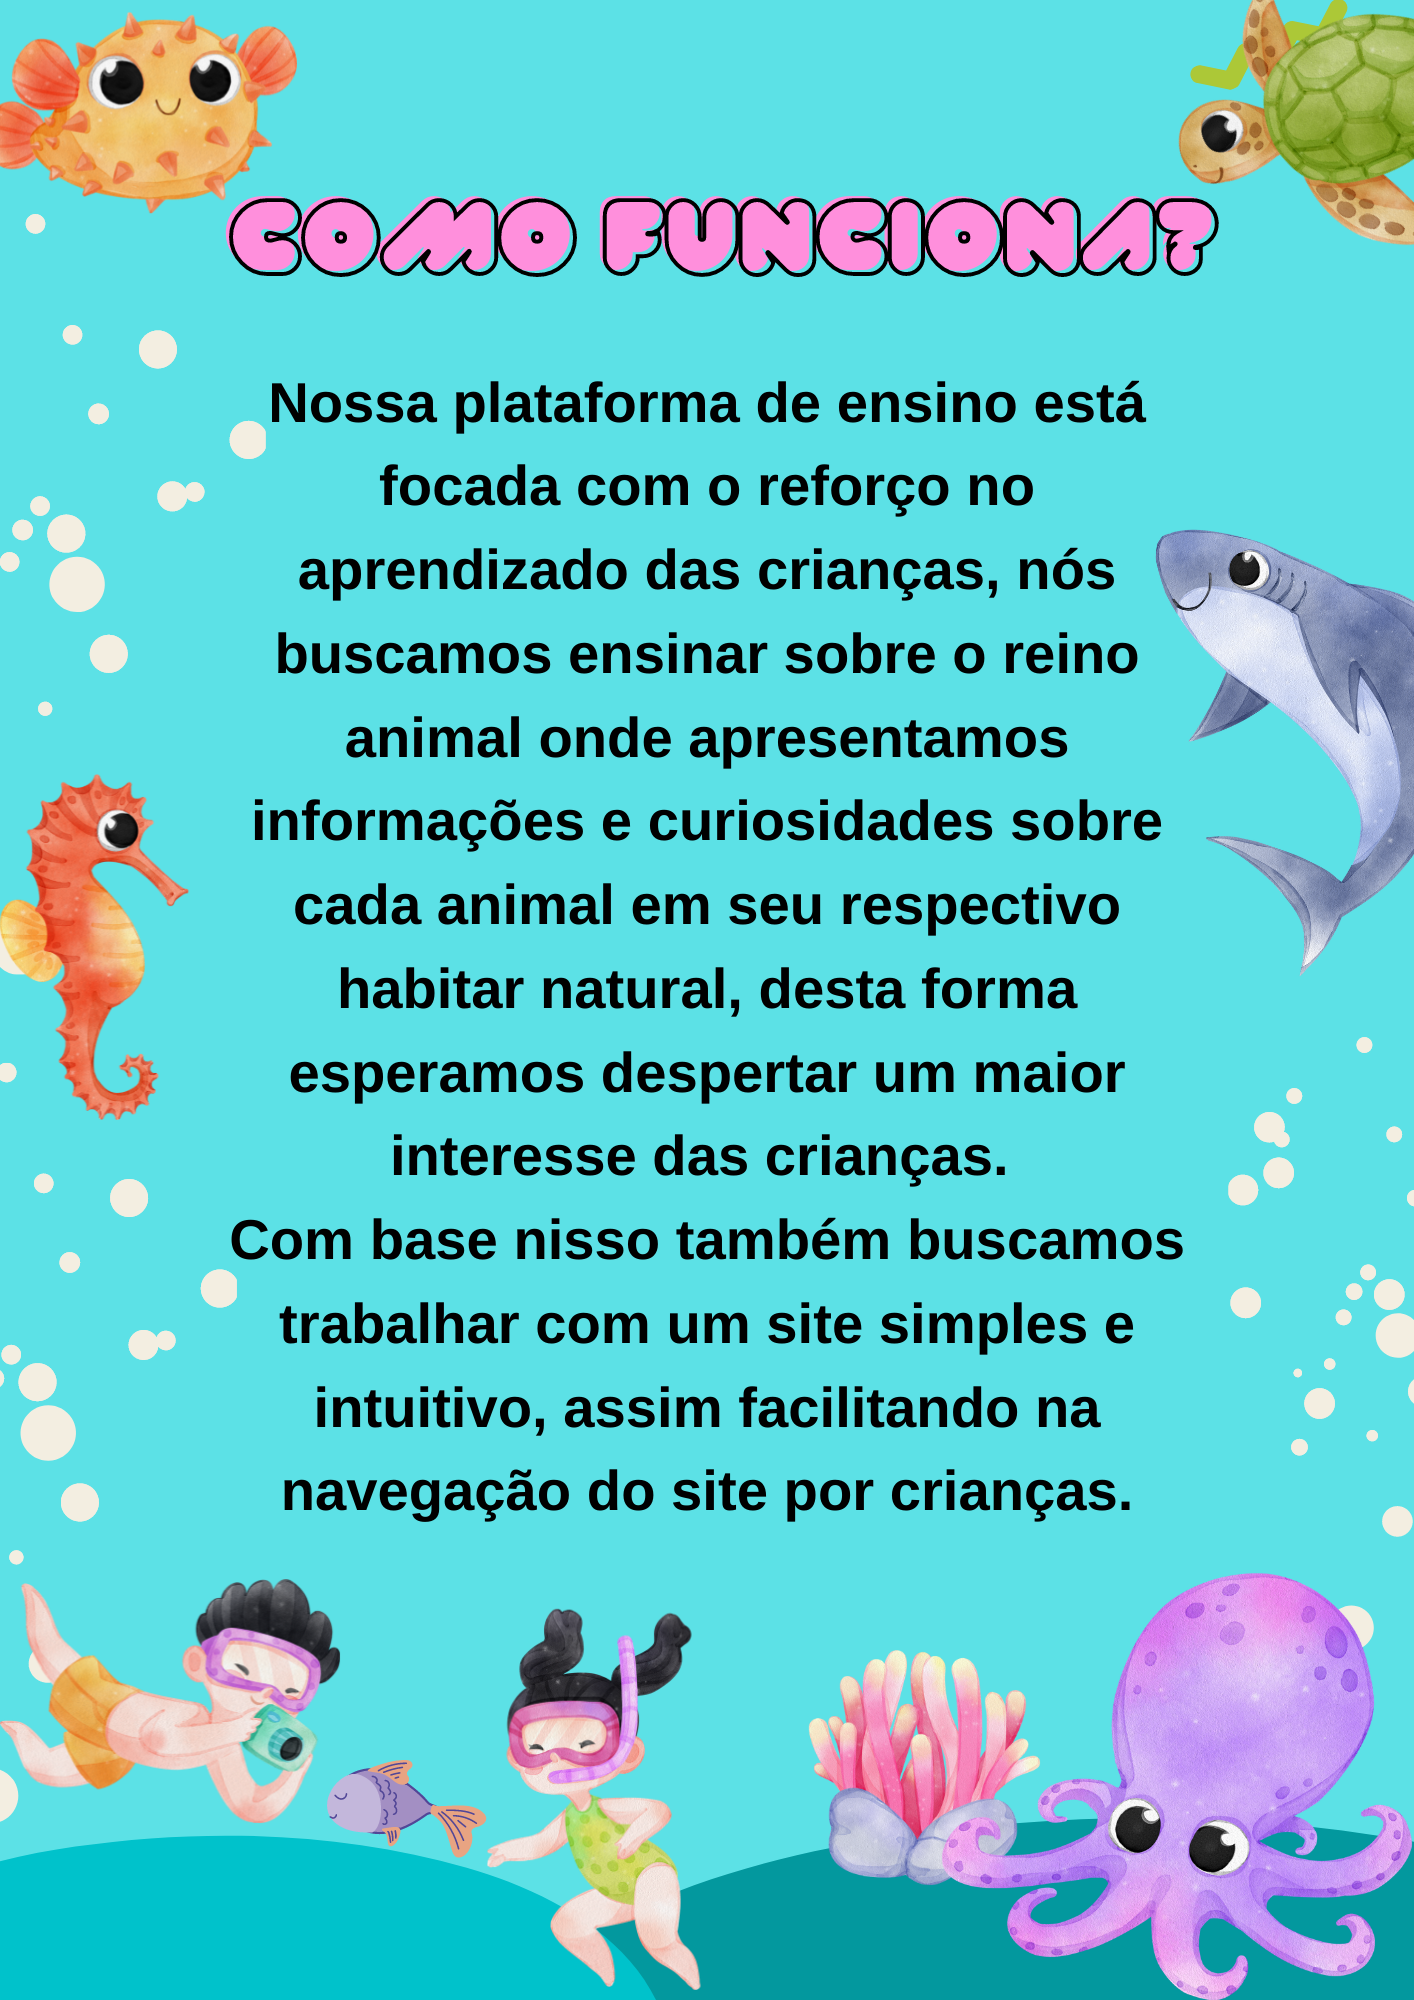 COMO FUNCIONA?
Nossa plataforma de ensino está
focada com o reforço no
aprendizado das crianças, nós
buscamos ensinar sobre o reino
animal onde apresentamos
informações e curiosidades sobre
cada animal em seu respectivo
habitar natural, desta forma
esperamos despertar um maior
interesse das crianças.
Com base nisso também buscamos
trabalhar com um site simples e
intuitivo, assim facilitando na
navegação do site por crianças.